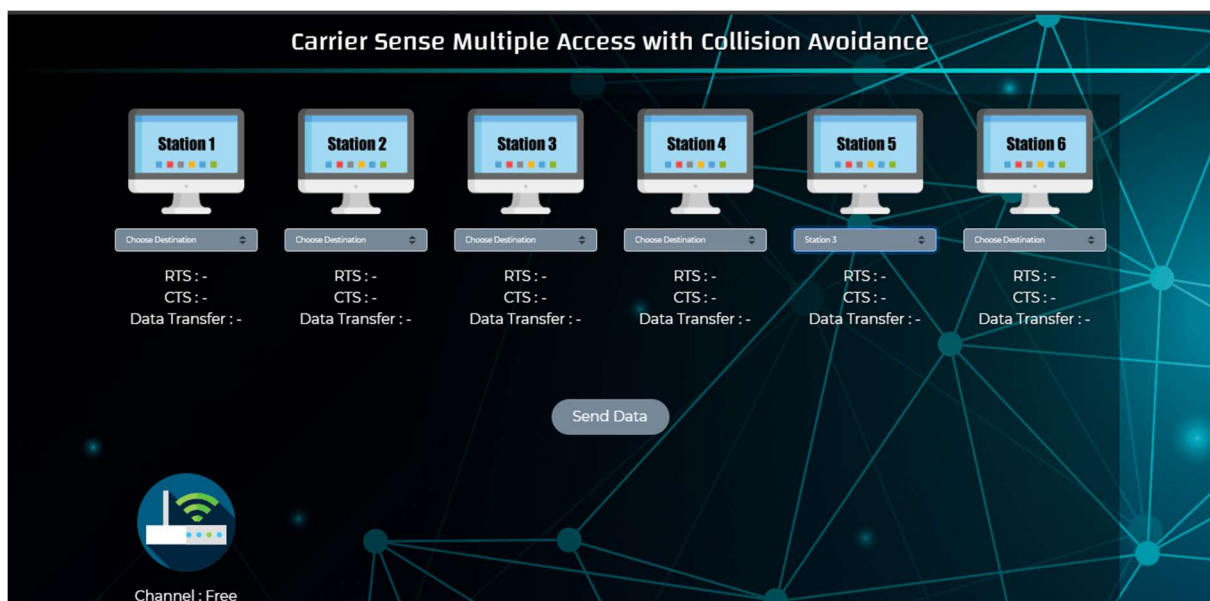 Carrier Sense Multiple Access with Collision Avoidance
Station 1 Station 2 Station 3 Station 4 Station 5 Station 6
Choose Destination Choose Destination Choose Destination Choose Destination Station 3 Choose Destination
RTS : - RTS : - RTS : - RTS : - RTS : - RTS : -
CTS : - CTS : - CTS : - CTS : - CTS : - CTS : -
Data Transfer : - Data Transfer : - Data Transfer : - Data Transfer : - Data Transfer : - Data Transfer : -
Send Data
Channel : Free